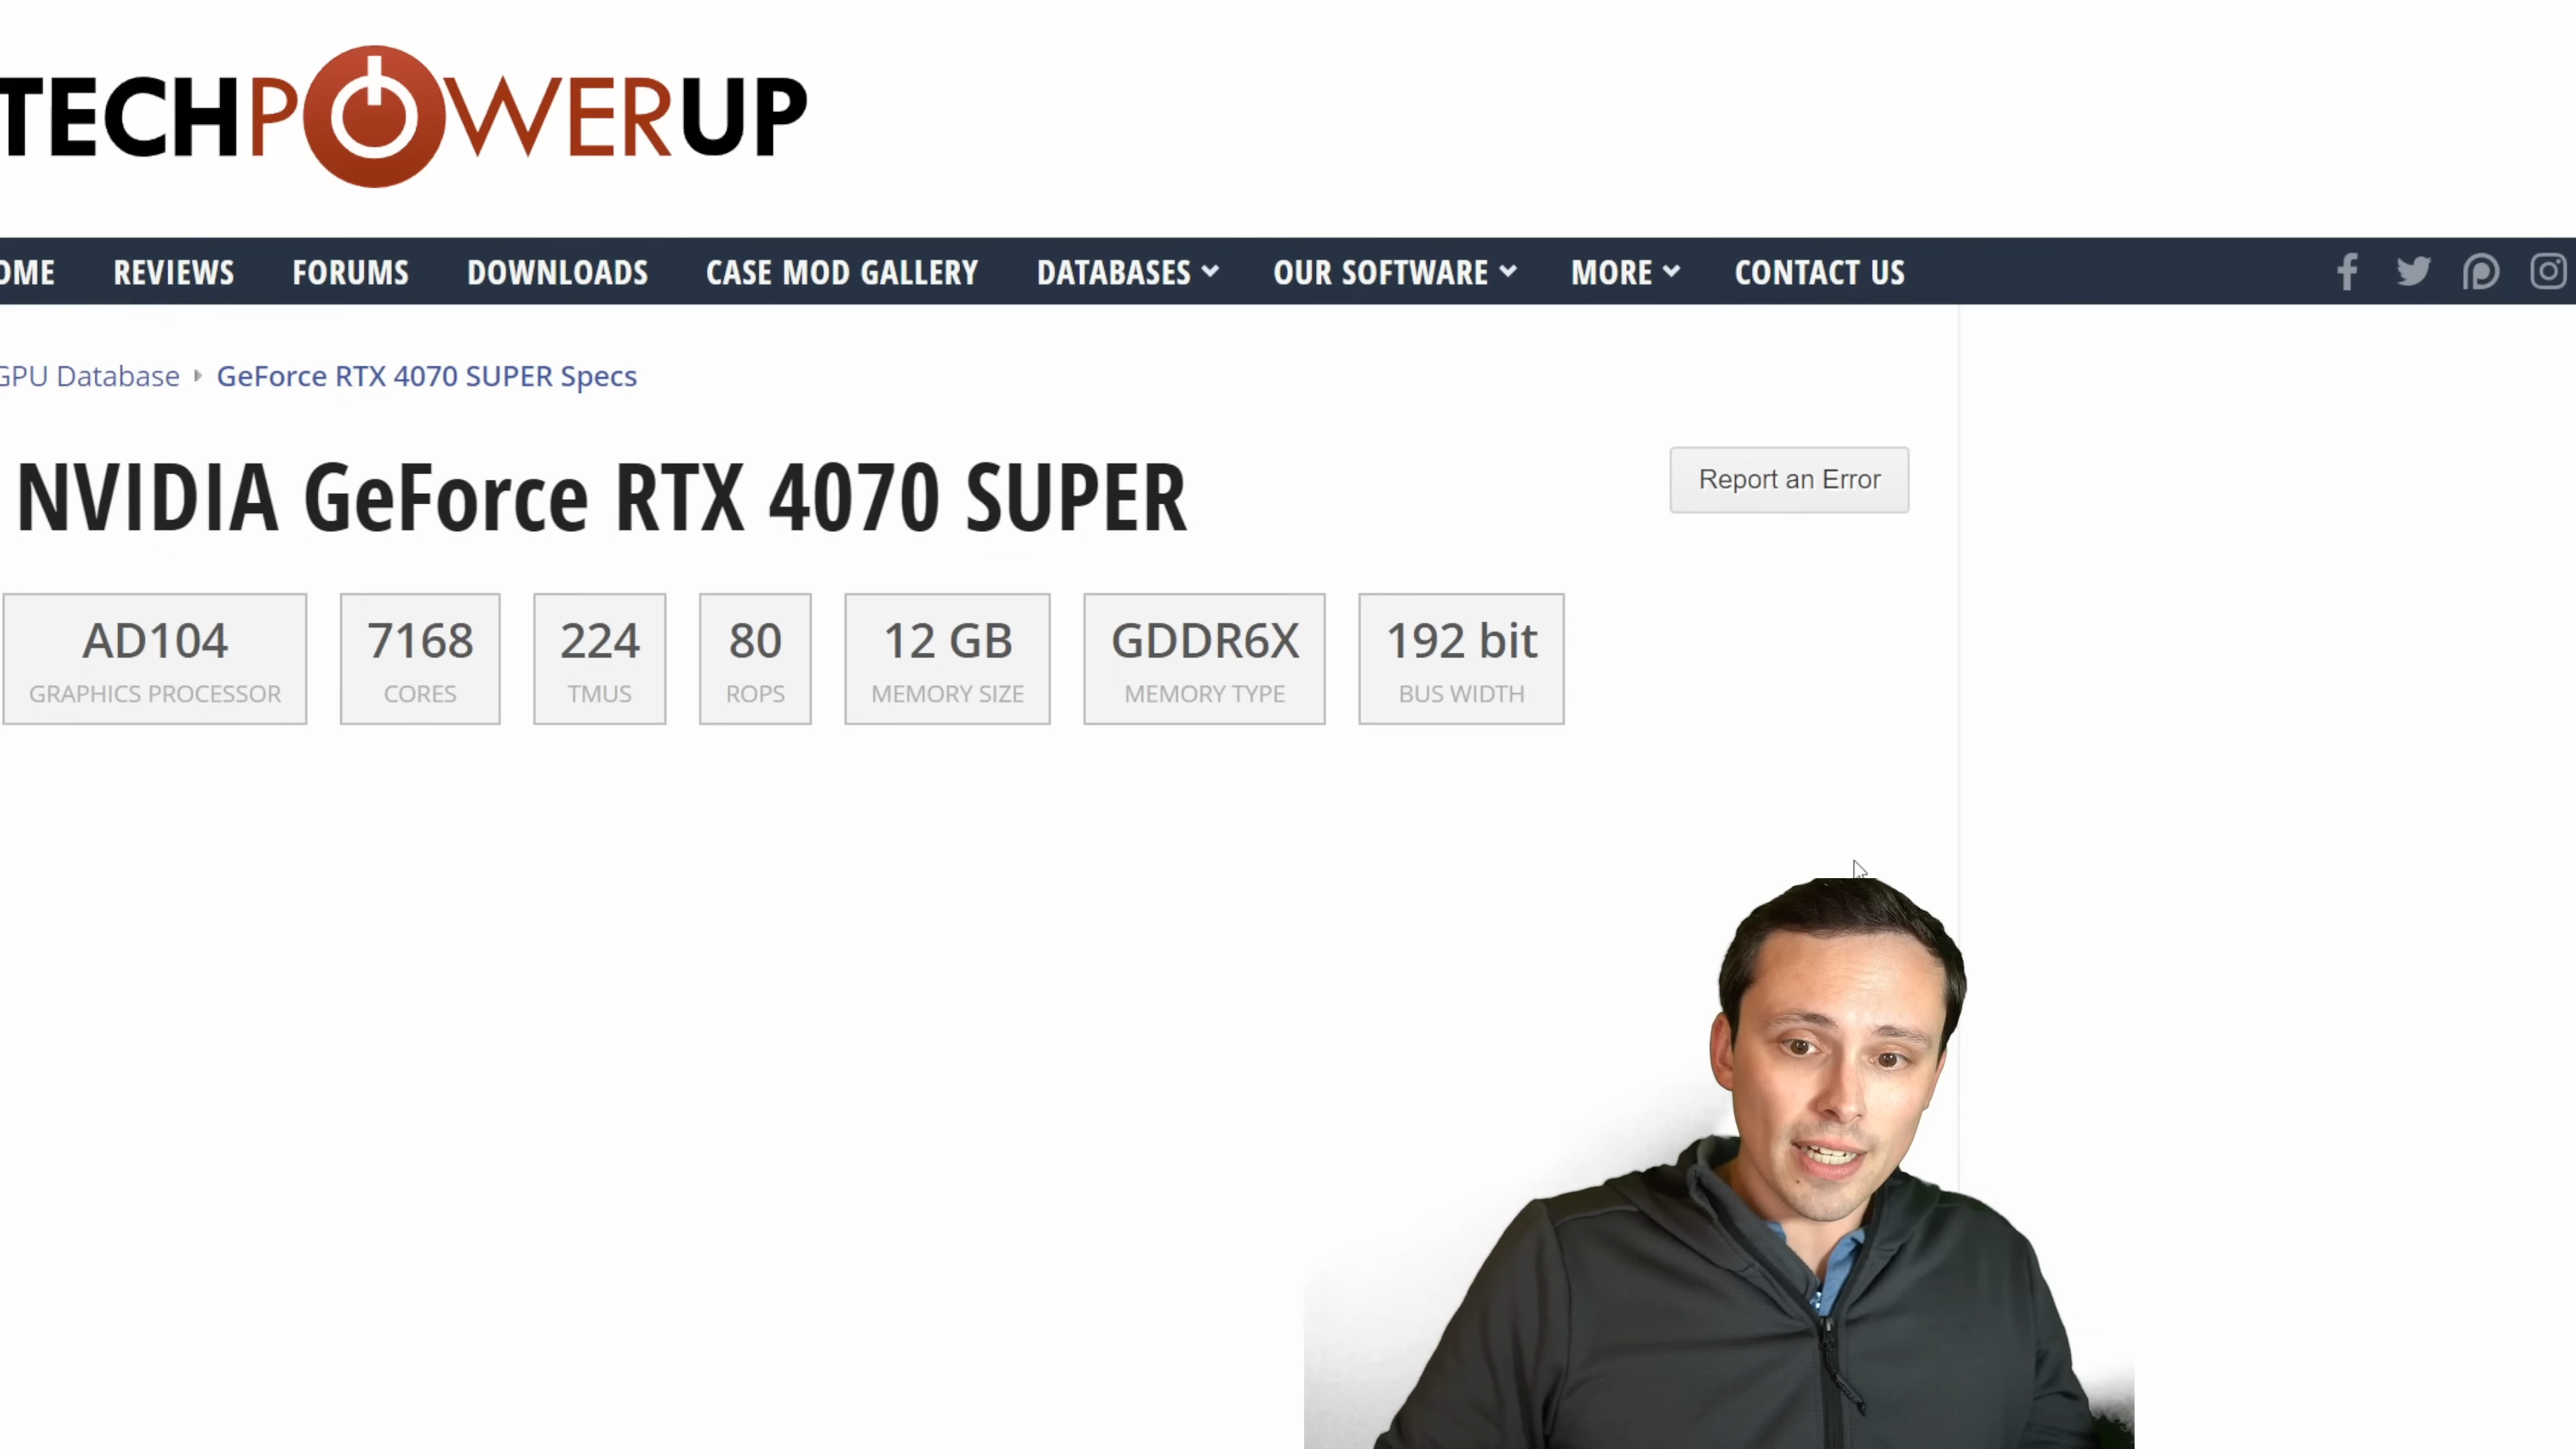 TECHPOWERUP
OME REVIEWS FORUMS DOWNLOADS CASE MOD GALLERY DATABASES OUR SOFTWARE MORE CONTACT US
GPU Database GeForce RTX 4070 SUPER Specs
NVIDIA GeForce RTX 4070 SUPER
Report an Error
AD104 7168 224 80 12 GB GDDR6X 192 bit
GRAPHICS PROCESSOR CORES TMUS ROPS MEMORY SIZE MEMORY TYPE BUS WIDTH